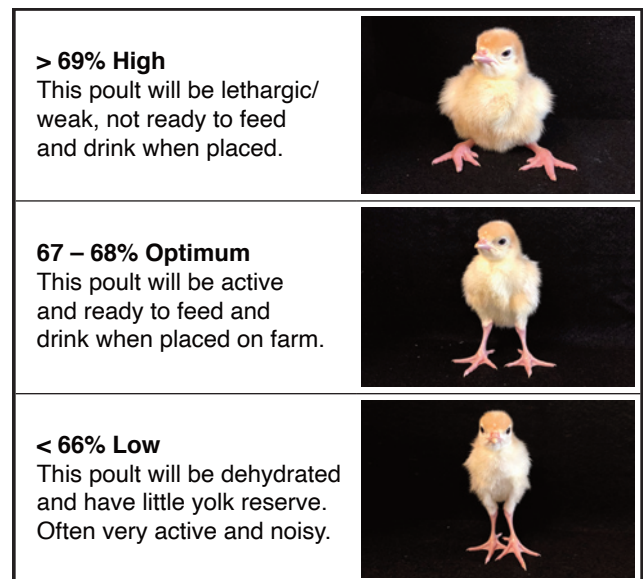 > 69% High
This poult will be lethargic/
weak, not ready to feed
and drink when placed.
67 – 68% Optimum
This poult will be active
and ready to feed and
drink when placed on farm.
< 66% Low
This poult will be dehydrated
and have little yolk reserve.
Often very active and noisy.